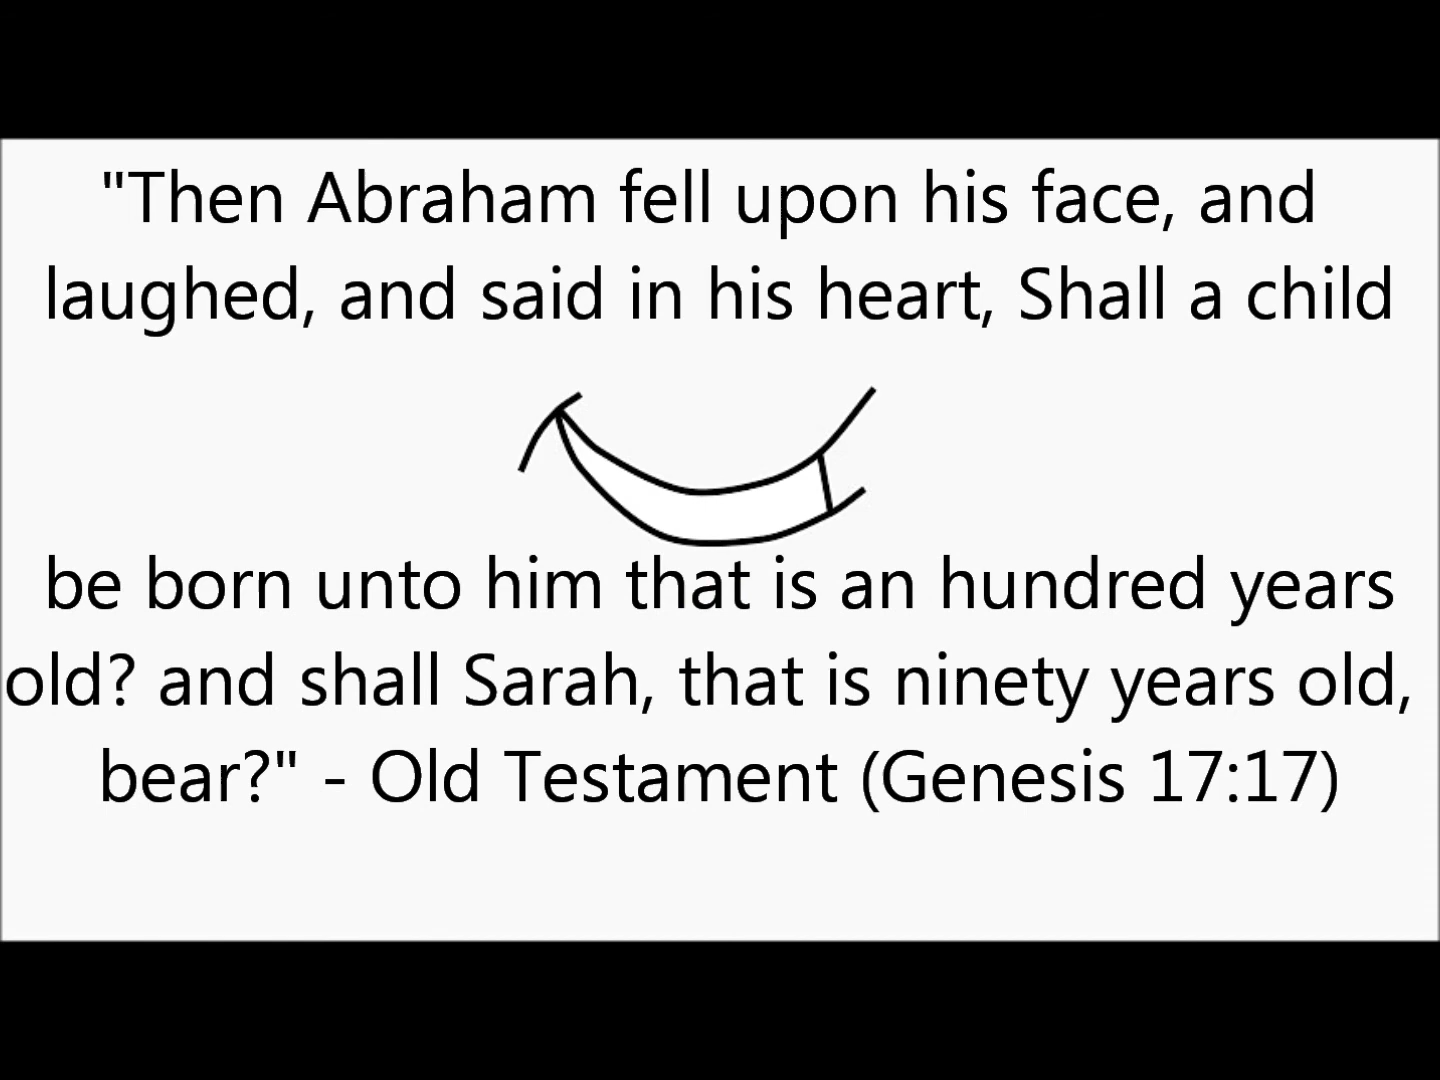 "Then Abraham fell upon his face, and
laughed, and said in his heart, Shall a child
be born unto him that is an hundred years
old? and shall Sarah, that is ninety years old,
bear?" - Old Testament (Genesis 17:17)